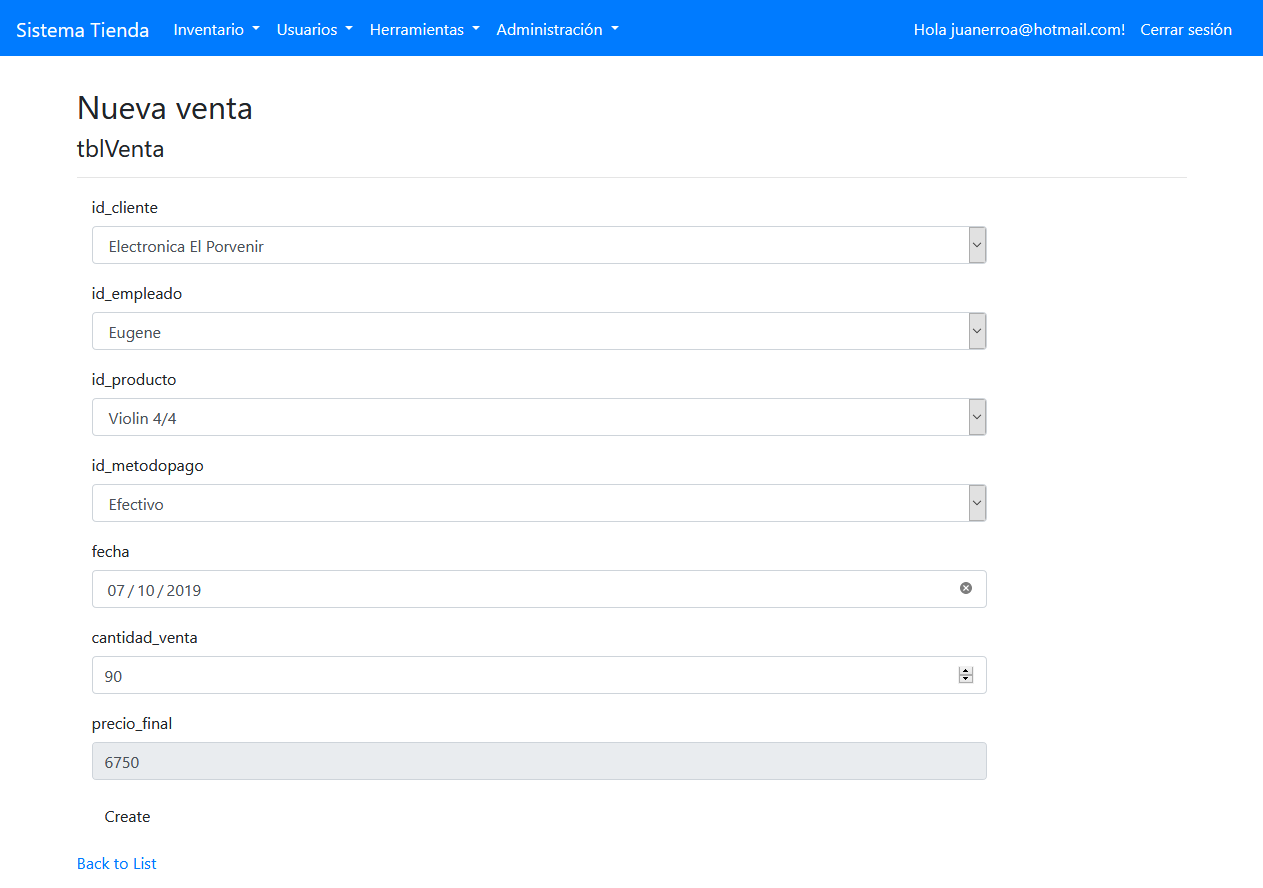 Sistema Tienda Inventario Usuarios Herramientas Administración Hola juanerroa@hotmail.com! Cerrar sesión
Nueva venta
tblVenta
id_cliente
Electronica El Porvenir
id_empleado
Eugene
id_producto
Violin 4/4
id_metodopago
Efectivo
fecha
07 / 10 / 2019
cantidad_venta
90
precio_final
6750
Create
Back to List